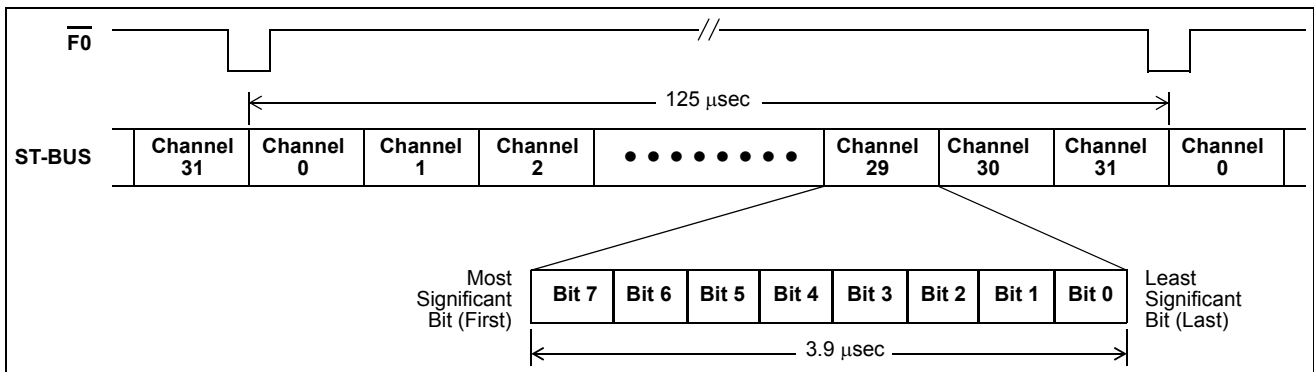 F0
125 μsec
ST-BUS
Channel 31
Channel 0
Channel 1
Channel 2
Channel 29
Channel 30
Channel 31
Channel 0
Most Significant Bit (First)
Bit 7
Bit 6
Bit 5
Bit 4
Bit 3
Bit 2
Bit 1
Bit 0
Least Significant Bit (Last)
3.9 μsec